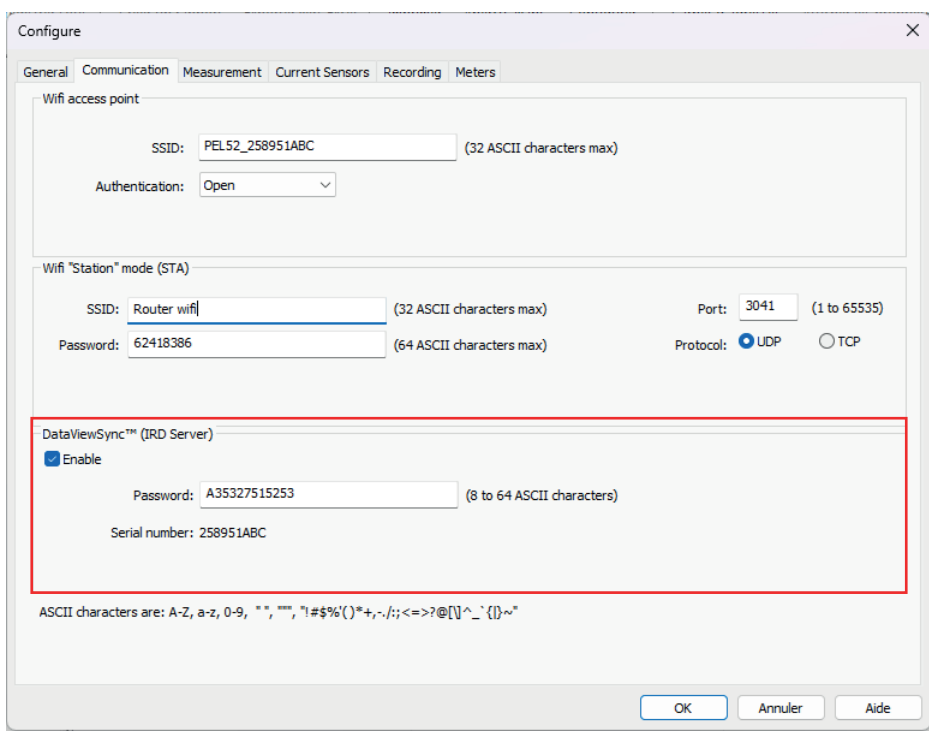 Configure
General Communication Measurement Current Sensors Recording Meters
Wifi access point
SSID: PEL52_258951ABC (32 ASCII characters max)
Authentication: Open
Wifi "Station" mode (STA)
SSID: Router wifi (32 ASCII characters max) Port: 3041 (1 to 65535)
Password: 62418386 (64 ASCII characters max) Protocol: UDP TCP
DataViewSync™ (IRD Server)
Enable
Password: A35327515253 (8 to 64 ASCII characters)
Serial number: 258951ABC
ASCII characters are: A-Z, a-z, 0-9, " ", """, "!#$%'()*+,-./:;<=>?@[\]^_`{|}~"
OK Annuler Aide